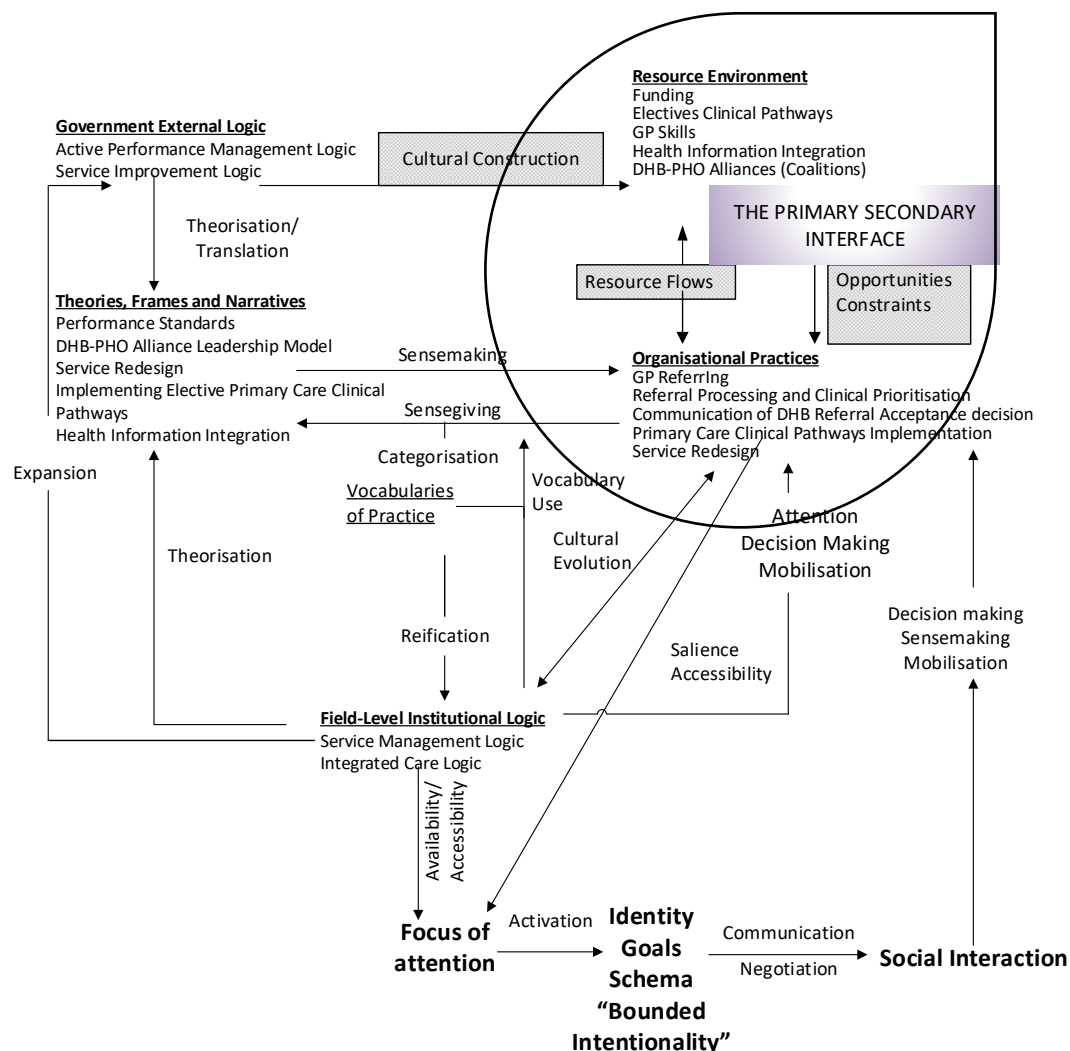 Resource Environment
Funding
Electives Clinical Pathways
GP Skills
Health Information Integration
DHB-PHO Alliances (Coalitions)
Government External Logic
Active Performance Management Logic
Service Improvement Logic
Cultural Construction
THE PRIMARY SECONDARY
INTERFACE
Theorisation/
Translation
Resource Flows
Opportunities
Constraints
Theories, Frames and Narratives
Performance Standards
DHB-PHO Alliance Leadership Model
Service Redesign
Implementing Elective Primary Care Clinical
Pathways
Health Information Integration
Sensemaking
Sensegiving
Organisational Practices
GP ReferrIng
Referral Processing and Clinical Prioritisation
Communication of DHB Referral Acceptance decision
Primary Care Clinical Pathways Implementation
Service Redesign
Expansion
Categorisation
Vocabularies
of Practice
Vocabulary
Use
Cultural
Evolution
Attention
Decision Making
Mobilisation
Theorisation
Reification
Salience
Accessibility
Decision making
Sensemaking
Mobilisation
Field-Level Institutional Logic
Service Management Logic
Integrated Care Logic
Availability/
Accessibility
Focus of
attention
Activation
Identity
Goals
Schema
“Bounded
Intentionality”
Communication
Negotiation
Social Interaction